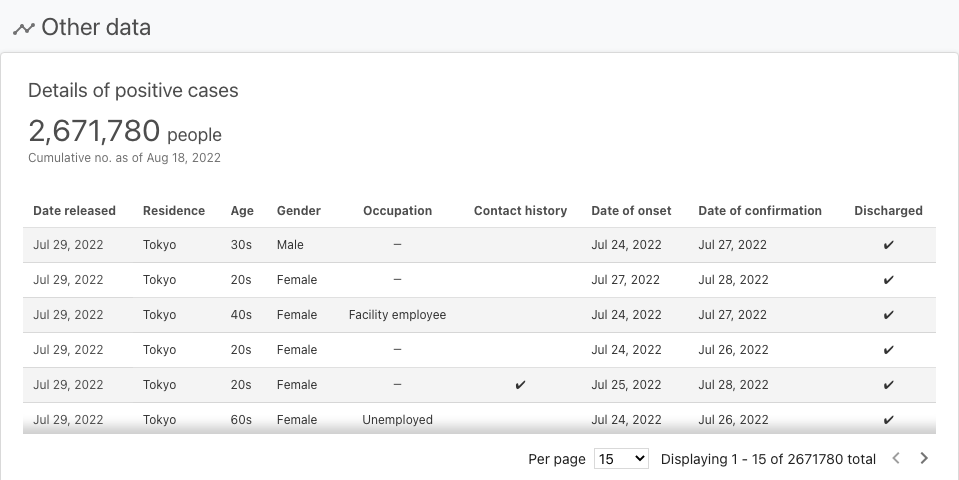 Other data
Details of positive cases
2,671,780 people
Cumulative no. as of Aug 18, 2022
Date released Residence Age Gender Occupation Contact history Date of onset Date of confirmation Discharged
Jul 29, 2022 Tokyo 30s Male – Jul 24, 2022 Jul 27, 2022 ✔
Jul 29, 2022 Tokyo 20s Female – Jul 27, 2022 Jul 28, 2022 ✔
Jul 29, 2022 Tokyo 40s Female Facility employee Jul 24, 2022 Jul 27, 2022 ✔
Jul 29, 2022 Tokyo 20s Female – Jul 24, 2022 Jul 26, 2022 ✔
Jul 29, 2022 Tokyo 20s Female – ✔ Jul 25, 2022 Jul 28, 2022 ✔
Jul 29, 2022 Tokyo 60s Female Unemployed Jul 24, 2022 Jul 26, 2022 ✔
Per page 15 Displaying 1 - 15 of 2671780 total